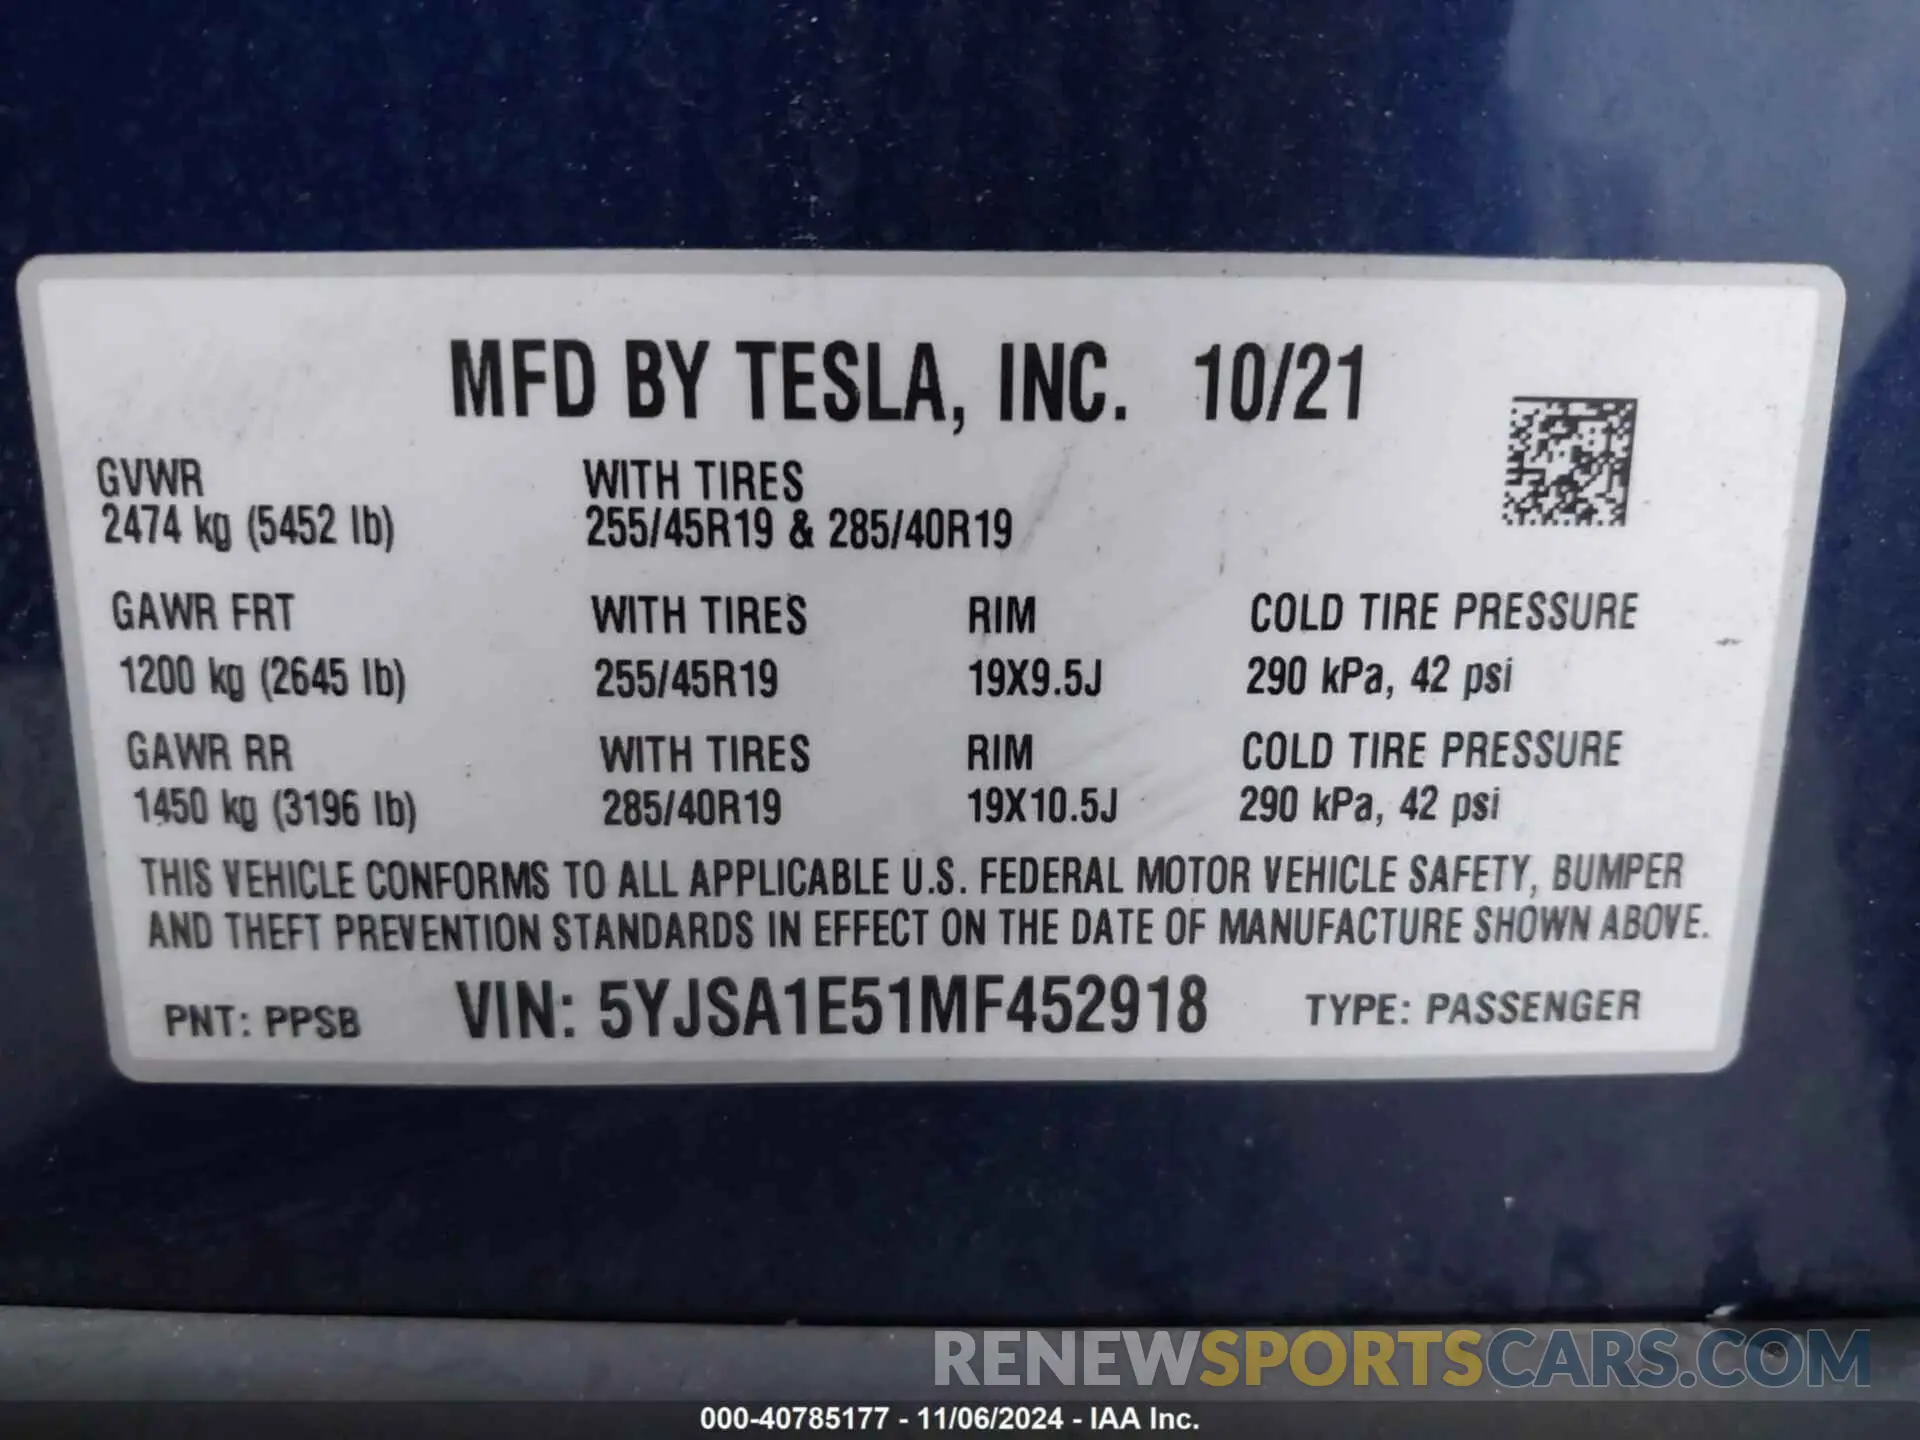 MFD BY TESLA, INC. 10/21
GVWR WITH TIRES
2474 kg (5452 lb) 255/45R19 & 285/40R19
GAWR FRT WITH TIRES RIM COLD TIRE PRESSURE
1200 kg (2645 lb) 255/45R19 19X9.5J 290 kPa, 42 psi
GAWR RR WITH TIRES RIM COLD TIRE PRESSURE
1450 kg (3196 lb) 285/40R19 19X10.5J 290 kPa, 42 psi
THIS VEHICLE CONFORMS TO ALL APPLICABLE U.S. FEDERAL MOTOR VEHICLE SAFETY, BUMPER
AND THEFT PREVENTION STANDARDS IN EFFECT ON THE DATE OF MANUFACTURE SHOWN ABOVE.
PNT: PPSB VIN: 5YJSA1E51MF452918 TYPE: PASSENGER
RENEWSPORTSCARS.COM
000-40785177 - 11/06/2024 - IAA Inc.